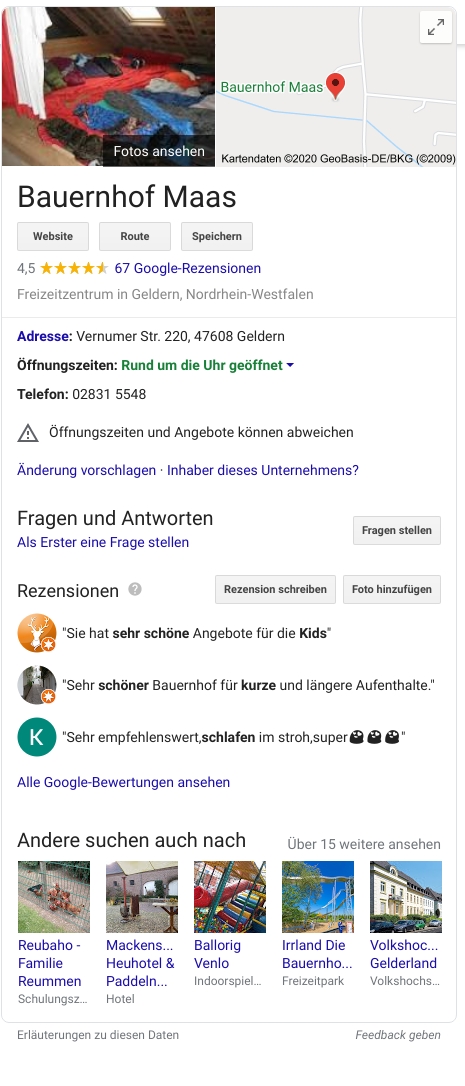 Bauernhof Maas
Fotos ansehen
Kartendaten ©2020 GeoBasis-DE/BKG (©2009)
Bauernhof Maas
Website
Route
Speichern
4,5 67 Google-Rezensionen
Freizeitzentrum in Geldern, Nordrhein-Westfalen
Adresse: Vernumer Str. 220, 47608 Geldern
Öffnungszeiten: Rund um die Uhr geöffnet
Telefon: 02831 5548
Öffnungszeiten und Angebote können abweichen
Änderung vorschlagen · Inhaber dieses Unternehmens?
Fragen und Antworten
Fragen stellen
Als Erster eine Frage stellen
Rezensionen ?
Rezension schreiben
Foto hinzufügen
"Sie hat sehr schöne Angebote für die Kids"
"Sehr schöner Bauernhof für kurze und längere Aufenthalte."
K
"Sehr empfehlenswert,schlafen im stroh,super"
Alle Google-Bewertungen ansehen
Andere suchen auch nach
Über 15 weitere ansehen
Reubaho -
Familie
Reummen
Schulungsz...
Mackens...
Heuhotel &
Paddeln...
Hotel
Ballorig
Venlo
Indoorspiel...
Irrland Die
Bauernho...
Freizeitpark
Volkshoc...
Gelderland
Volkshochs...
Erläuterungen zu diesen Daten
Feedback geben